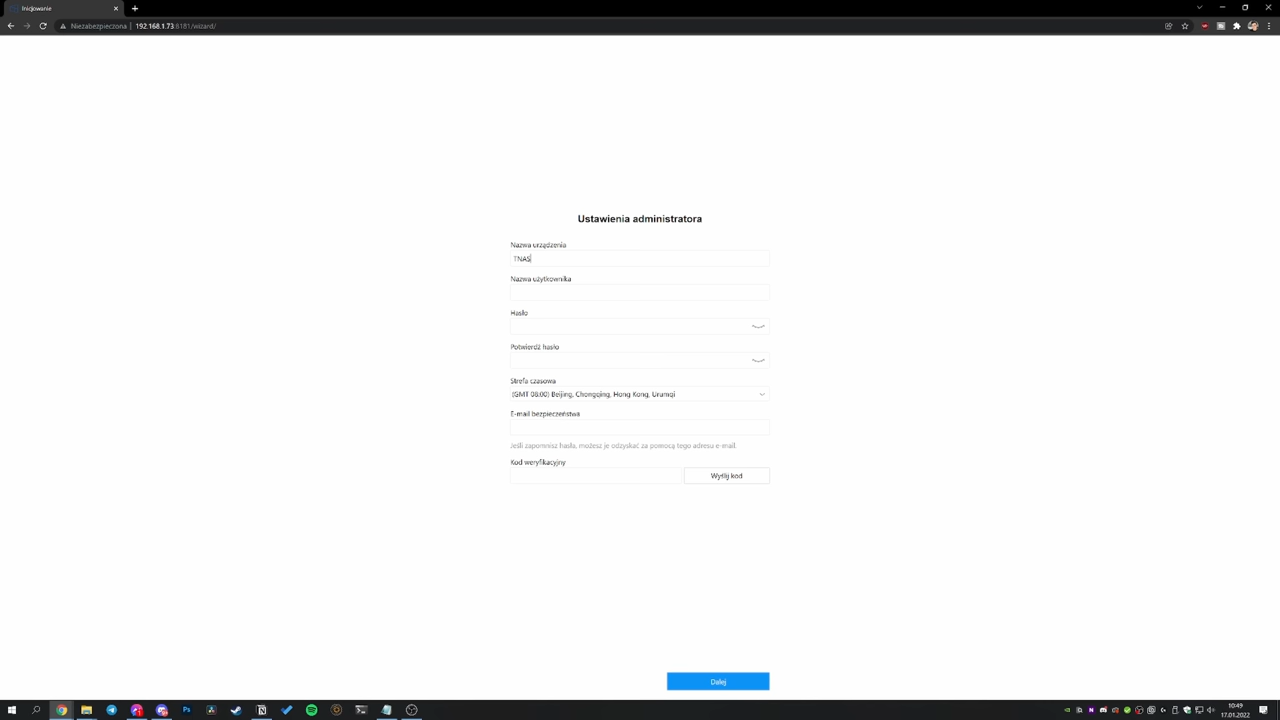 Inicjowanie
Niezabezpieczona | 192.168.1.73:8181/wizard/
Ustawienia administratora
Nazwa urządzenia
TNAS
Nazwa użytkownika
Hasło
Potwierdź hasło
Strefa czasowa
(GMT 08:00) Beijing, Chongqing, Hong Kong, Urumqi
E-mail bezpieczeństwa
Jeśli zapomnisz hasła, możesz je odzyskać za pomocą tego adresu e-mail.
Kod weryfikacyjny
Wyślij kod
Dalej
10:49
17.01.2022